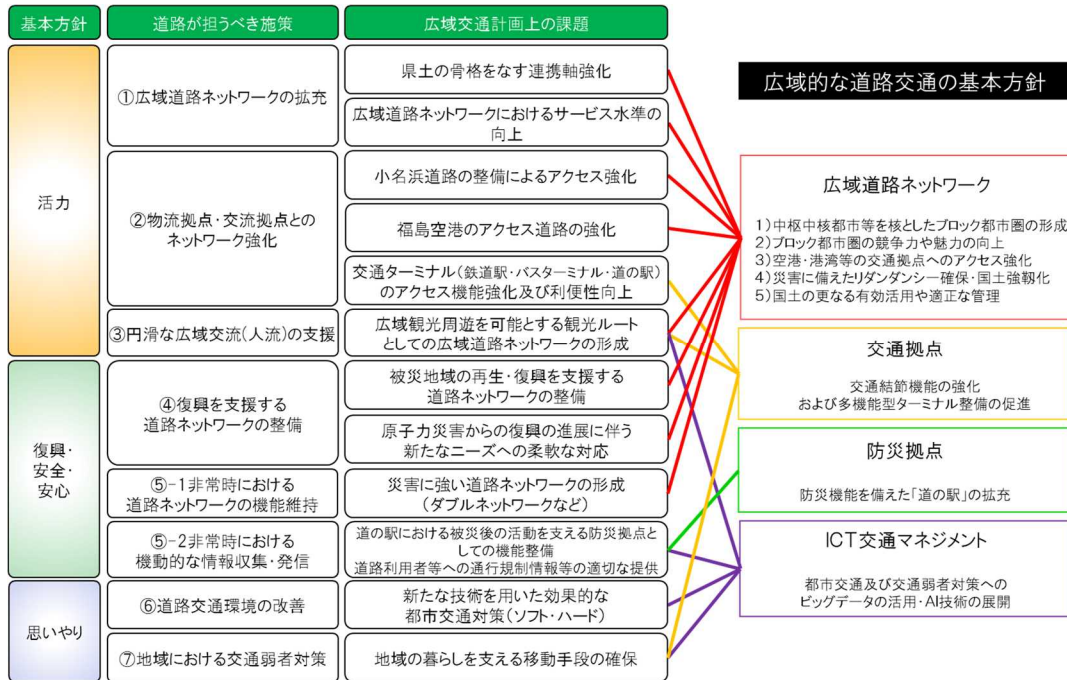 基本方針
道路が担うべき施策
広域交通計画上の課題
活力
①広域道路ネットワークの拡充
県土の骨格をなす連携軸強化
広域道路ネットワークにおけるサービス水準の
向上
②物流拠点・交流拠点との
ネットワーク強化
小名浜道路の整備によるアクセス強化
福島空港のアクセス道路の強化
交通ターミナル(鉄道駅・バスターミナル・道の駅)
のアクセス機能強化及び利便性向上
③円滑な広域交流(人流)の支援
広域観光周遊を可能とする観光ルート
としての広域道路ネットワークの形成
復興・
安全・
安心
④復興を支援する
道路ネットワークの整備
被災地域の再生・復興を支援する
道路ネットワークの整備
原子力災害からの復興の進展に伴う
新たなニーズへの柔軟な対応
⑤-1非常時における
道路ネットワークの機能維持
災害に強い道路ネットワークの形成
(ダブルネットワークなど)
⑤-2非常時における
機動的な情報収集・発信
道の駅における被災後の活動を支える防災拠点と
しての機能整備
道路利用者等への通行規制情報等の適切な提供
思いやり
⑥道路交通環境の改善
新たな技術を用いた効果的な
都市交通対策(ソフト・ハード)
⑦地域における交通弱者対策
地域の暮らしを支える移動手段の確保
広域的な道路交通の基本方針
広域道路ネットワーク
1)中枢中核都市等を核としたブロック都市圏の形成
2)ブロック都市圏の競争力や魅力の向上
3)空港・港湾等の交通拠点へのアクセス強化
4)災害に備えたリダンダンシー確保・国土強靱化
5)国土の更なる有効活用や適正な管理
交通拠点
交通結節機能の強化
および多機能型ターミナル整備の促進
防災拠点
防災機能を備えた「道の駅」の拡充
ICT交通マネジメント
都市交通及び交通弱者対策への
ビッグデータの活用・AI技術の展開